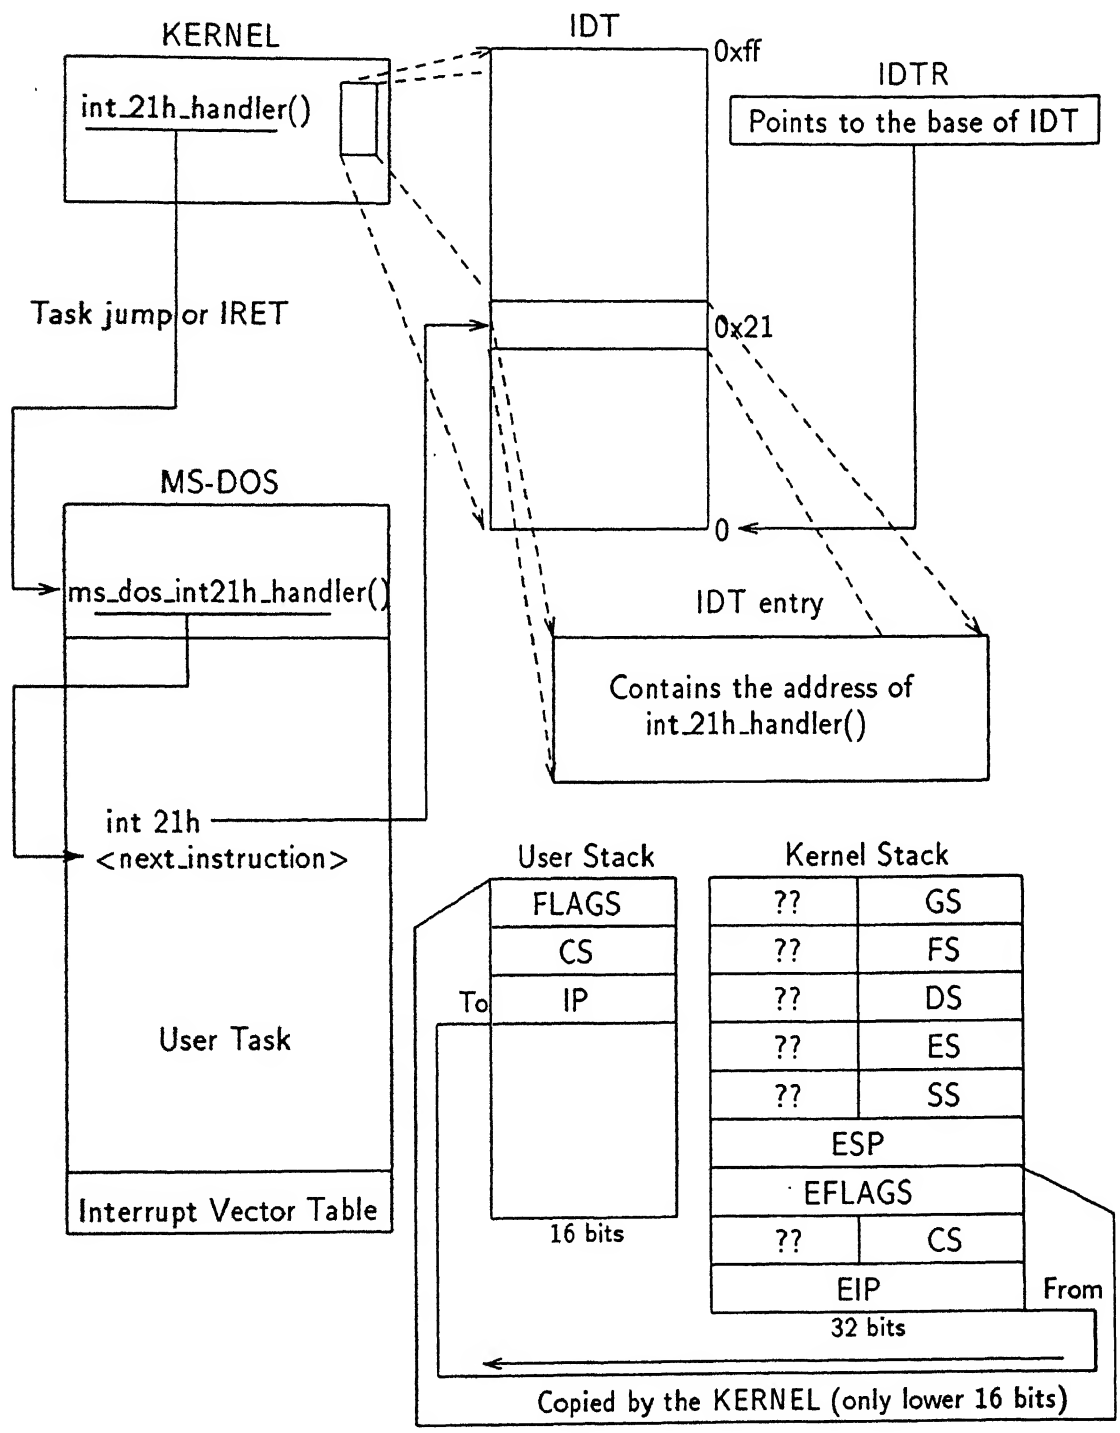 KERNEL
int_21h_handler()
IDT
0xff
IDTR
Points to the base of IDT
Task jump or IRET
0x21
0
MS-DOS
ms_dos_int21h_handler()
IDT entry
Contains the address of
int_21h_handler()
int 21h
<next_instruction>
User Task
Interrupt Vector Table
User Stack
FLAGS
CS
To
IP
16 bits
Kernel Stack
?? GS
?? FS
?? DS
?? ES
?? SS
ESP
EFLAGS
?? CS
EIP
From
32 bits
Copied by the KERNEL (only lower 16 bits)